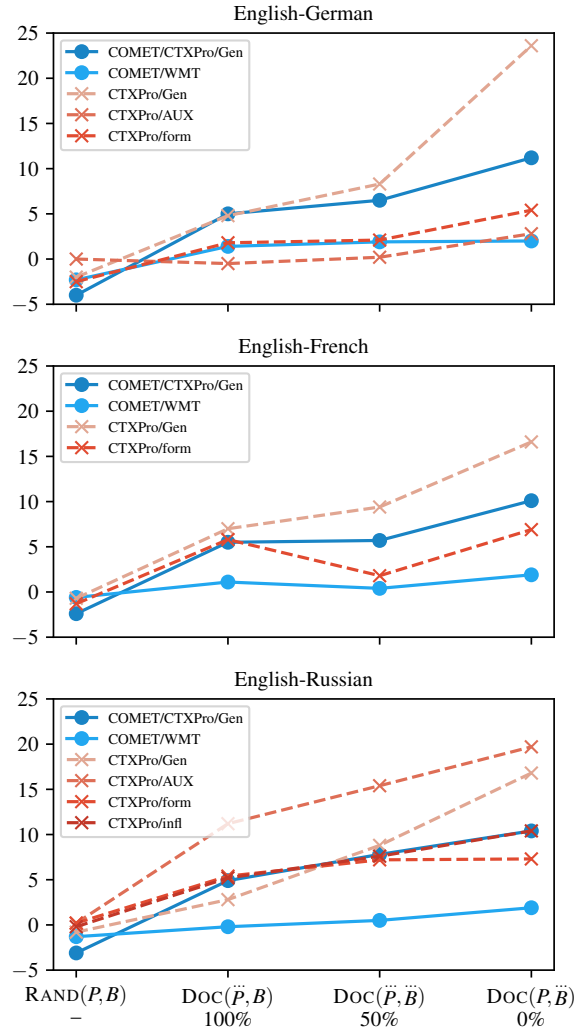 English-German
25
20
15
10
5
0
−5
COMET/CTXPro/Gen
COMET/WMT
CTXPro/Gen
CTXPro/AUX
CTXPro/form
English-French
25
20
15
10
5
0
−5
COMET/CTXPro/Gen
COMET/WMT
CTXPro/Gen
CTXPro/form
English-Russian
25
20
15
10
5
0
−5
COMET/CTXPro/Gen
COMET/WMT
CTXPro/Gen
CTXPro/AUX
CTXPro/form
CTXPro/infl
RAND(P, B) DOC(P⃛, B) DOC(P⃛, B⃛) DOC(P, B⃛)
– 100% 50% 0%